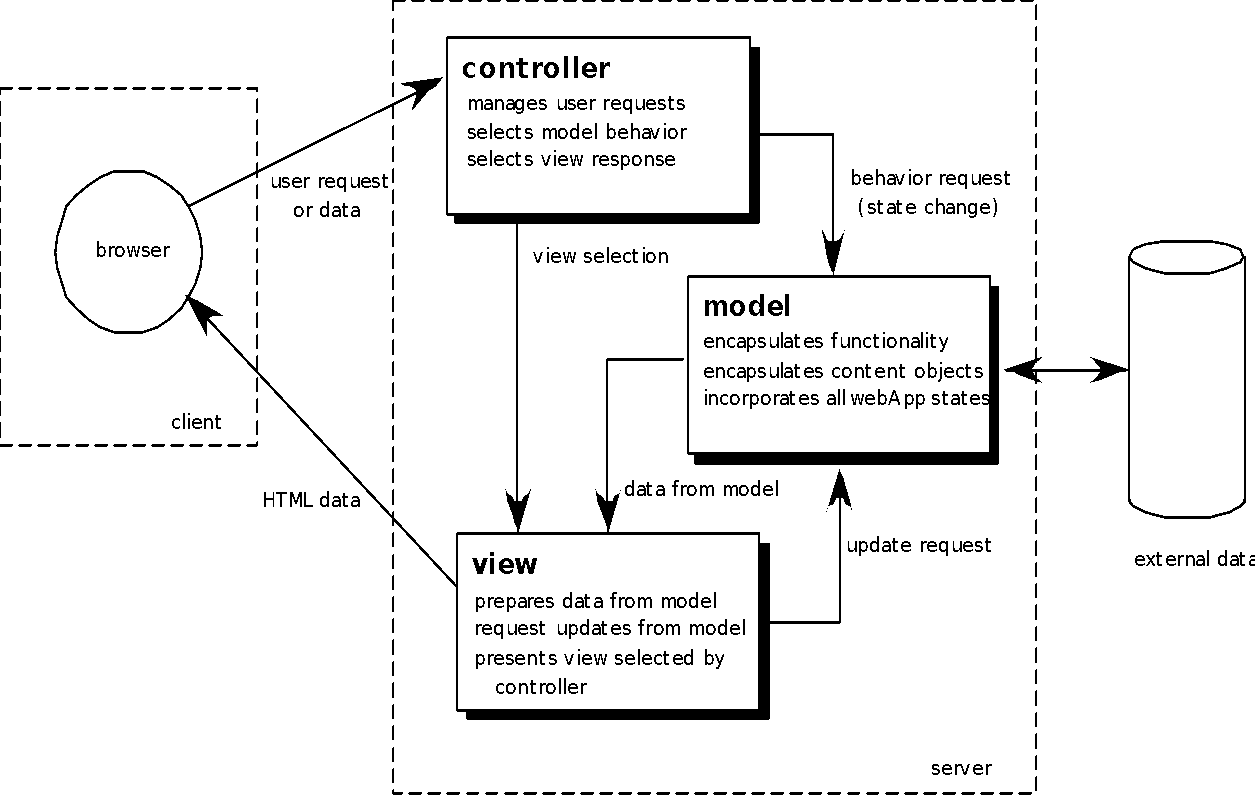 controller
manages user requests
selects model behavior
selects view response
user request
or data
behavior request
(state change)
browser
view selection
model
encapsulates functionality
encapsulates content objects
incorporates all webApp states
client
HTML data
data from model
update request
external data
view
prepares data from model
request updates from model
presents view selected by
controller
server